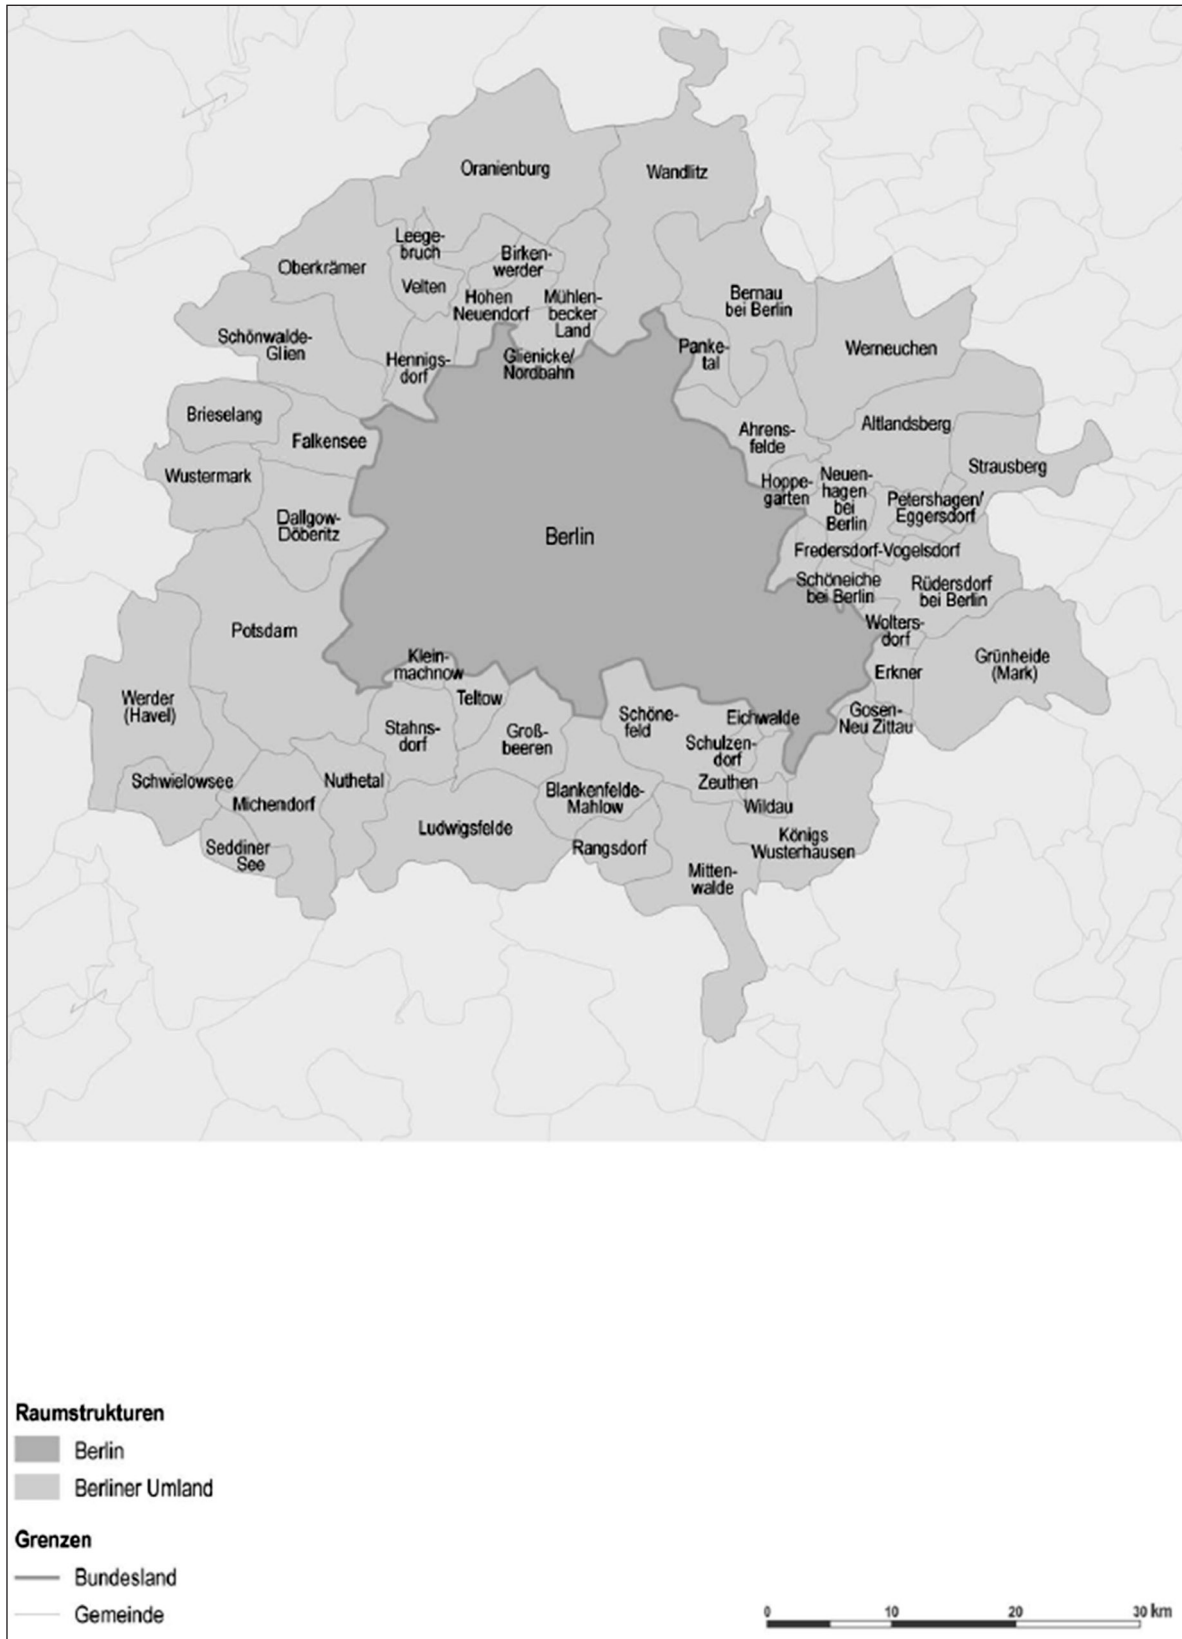 Oranienburg
Wandlitz
Leege-
bruch
Birken-
werder
Oberkrämer
Velten
Hohen
Neuendorf
Mühlen-
becker
Land
Bernau
bei Berlin
Schönwalde-
Glien
Hennigs-
dorf
Glienicke/
Nordbahn
Panke-
tal
Werneuchen
Brieselang
Falkensee
Ahrens-
felde
Altlandsberg
Wustermark
Strausberg
Hoppe-
garten
Neuen-
hagen
bei
Berlin
Petershagen/
Eggersdorf
Dallgow-
Döberitz
Berlin
Fredersdorf-Vogelsdorf
Schöneiche
bei Berlin
Rüdersdorf
bei Berlin
Potsdam
Wolters-
dorf
Klein-
machnow
Erkner
Grünheide
(Mark)
Werder
(Havel)
Teltow
Stahns-
dorf
Groß-
beeren
Schöne-
feld
Eichwalde
Gosen-
Neu Zittau
Schulzen-
dorf
Schwielowsee
Nuthetal
Zeuthen
Michendorf
Blankenfelde-
Mahlow
Wildau
Ludwigsfelde
Rangsdorf
Königs
Wusterhausen
Seddiner
See
Mitten-
walde
Raumstrukturen
Berlin
Berliner Umland
Grenzen
Bundesland
Gemeinde
0 10 20 30 km